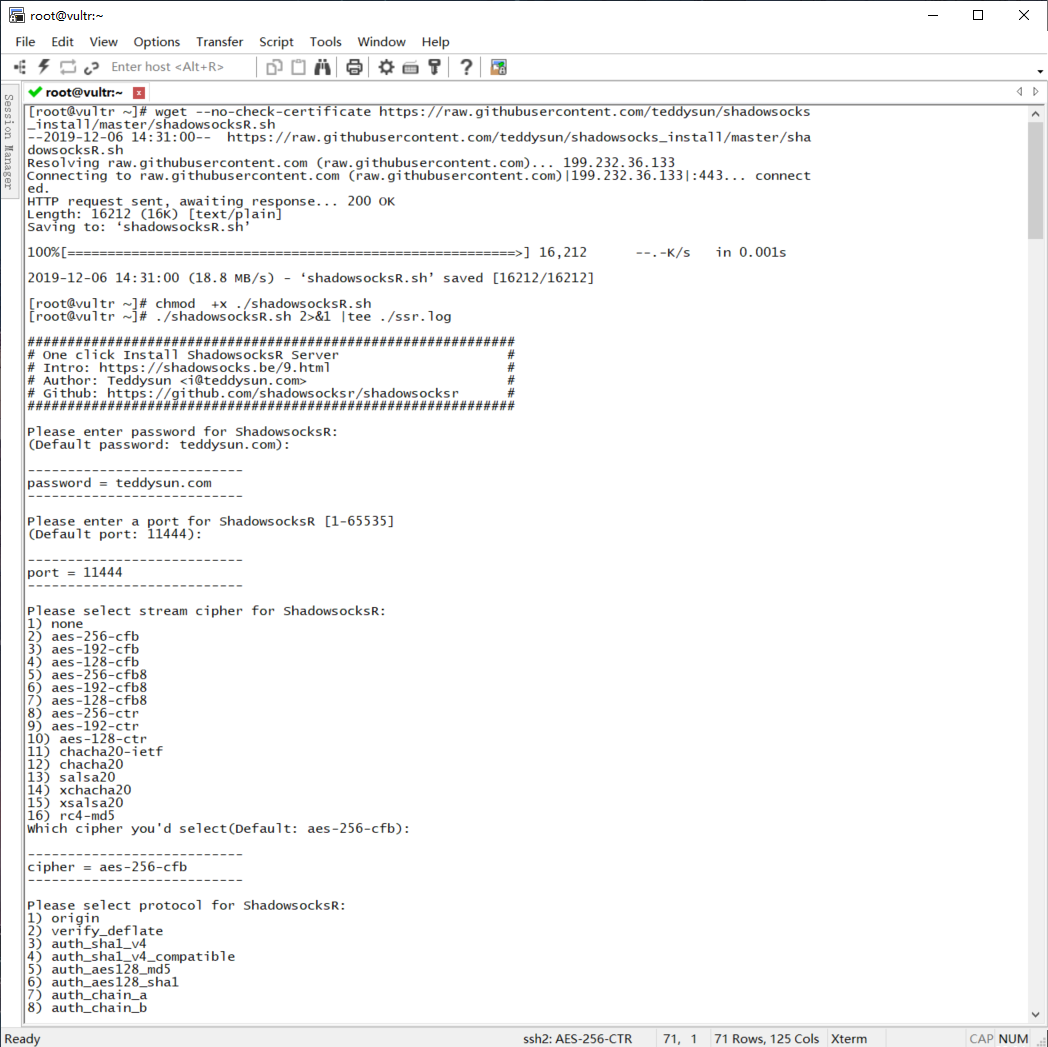 root@vultr:~
File Edit View Options Transfer Script Tools Window Help
Enter host <Alt+R>
Session Manager
root@vultr:~
[root@vultr ~]# wget --no-check-certificate https://raw.githubusercontent.com/teddysun/shadowsocks
_install/master/shadowsocksR.sh
--2019-12-06 14:31:00--  https://raw.githubusercontent.com/teddysun/shadowsocks_install/master/sha
dowsocksR.sh
Resolving raw.githubusercontent.com (raw.githubusercontent.com)... 199.232.36.133
Connecting to raw.githubusercontent.com (raw.githubusercontent.com)|199.232.36.133|:443... connect
ed.
HTTP request sent, awaiting response... 200 OK
Length: 16212 (16K) [text/plain]
Saving to: ‘shadowsocksR.sh’
100%[========================================================>] 16,212      --.-K/s   in 0.001s
2019-12-06 14:31:00 (18.8 MB/s) - ‘shadowsocksR.sh’ saved [16212/16212]
[root@vultr ~]# chmod  +x ./shadowsocksR.sh
[root@vultr ~]# ./shadowsocksR.sh 2>&1 |tee ./ssr.log
#############################################################
# One click Install ShadowsocksR Server                     #
# Intro: https://shadowsocks.be/9.html                      #
# Author: Teddysun <i@teddysun.com>                         #
# Github: https://github.com/shadowsocksr/shadowsocksr      #
#############################################################
Please enter password for ShadowsocksR:
(Default password: teddysun.com):
---------------------------
password = teddysun.com
---------------------------
Please enter a port for ShadowsocksR [1-65535]
(Default port: 11444):
---------------------------
port = 11444
---------------------------
Please select stream cipher for ShadowsocksR:
1) none
2) aes-256-cfb
3) aes-192-cfb
4) aes-128-cfb
5) aes-256-cfb8
6) aes-192-cfb8
7) aes-128-cfb8
8) aes-256-ctr
9) aes-192-ctr
10) aes-128-ctr
11) chacha20-ietf
12) chacha20
13) salsa20
14) xchacha20
15) xsalsa20
16) rc4-md5
Which cipher you'd select(Default: aes-256-cfb):
---------------------------
cipher = aes-256-cfb
---------------------------
Please select protocol for ShadowsocksR:
1) origin
2) verify_deflate
3) auth_sha1_v4
4) auth_sha1_v4_compatible
5) auth_aes128_md5
6) auth_aes128_sha1
7) auth_chain_a
8) auth_chain_b
Ready ssh2: AES-256-CTR 71, 1 71 Rows, 125 Cols Xterm CAP NUM